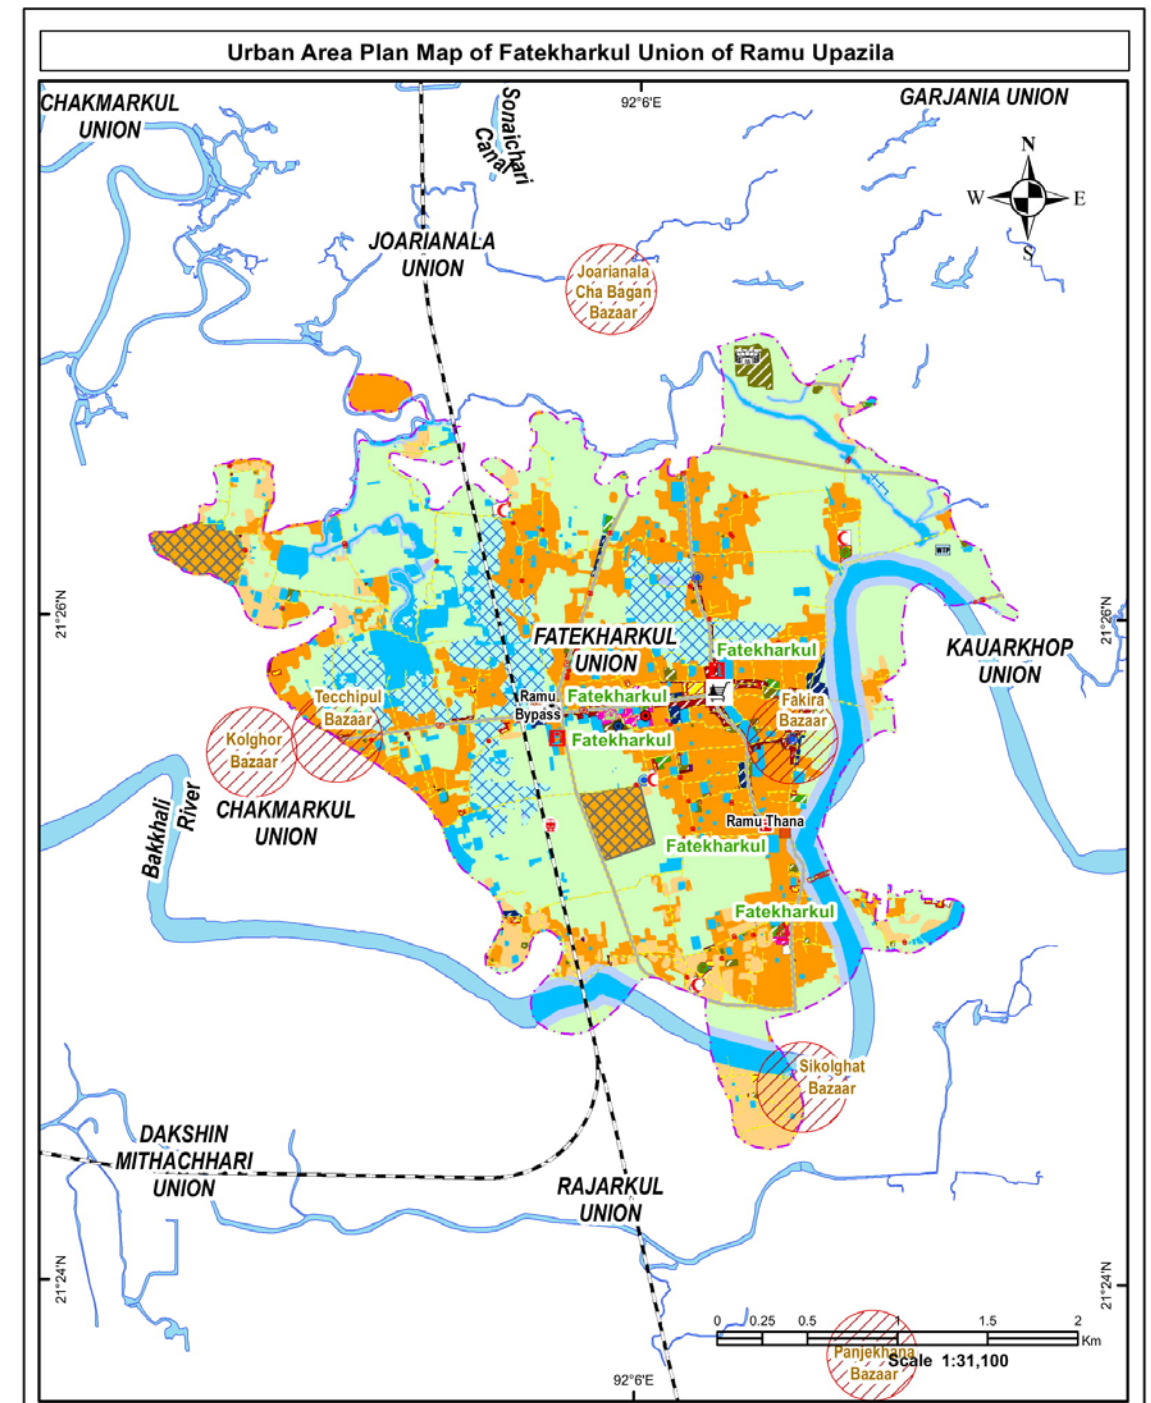 Urban Area Plan Map of Fatekharkul Union of Ramu Upazila
CHAKMARKUL
UNION
Sonaichari
Canal
92°6'E
GARJANIA UNION
N
W
E
S
JOARIANALA
UNION
Joarianala
Cha Bagan
Bazaar
WTP
21°26'N
21°26'N
FATEKHARKUL
UNION
Fatekharkul
KAUARKHOP
UNION
Tecchipul
Bazaar
Ramu
Bypass
Fatekharkul
Fakira
Bazaar
Kolghor
Bazaar
Fatekharkul
CHAKMARKUL
UNION
Bakkhali
River
Ramu Thana
Fatekharkul
Fatekharkul
Sikolghat
Bazaar
DAKSHIN
MITHACHHARI
UNION
RAJARKUL
UNION
21°24'N
21°24'N
0 0.25 0.5 1 1.5 2
Km
Panjekhana
Bazaar
Scale 1:31,100
92°6'E